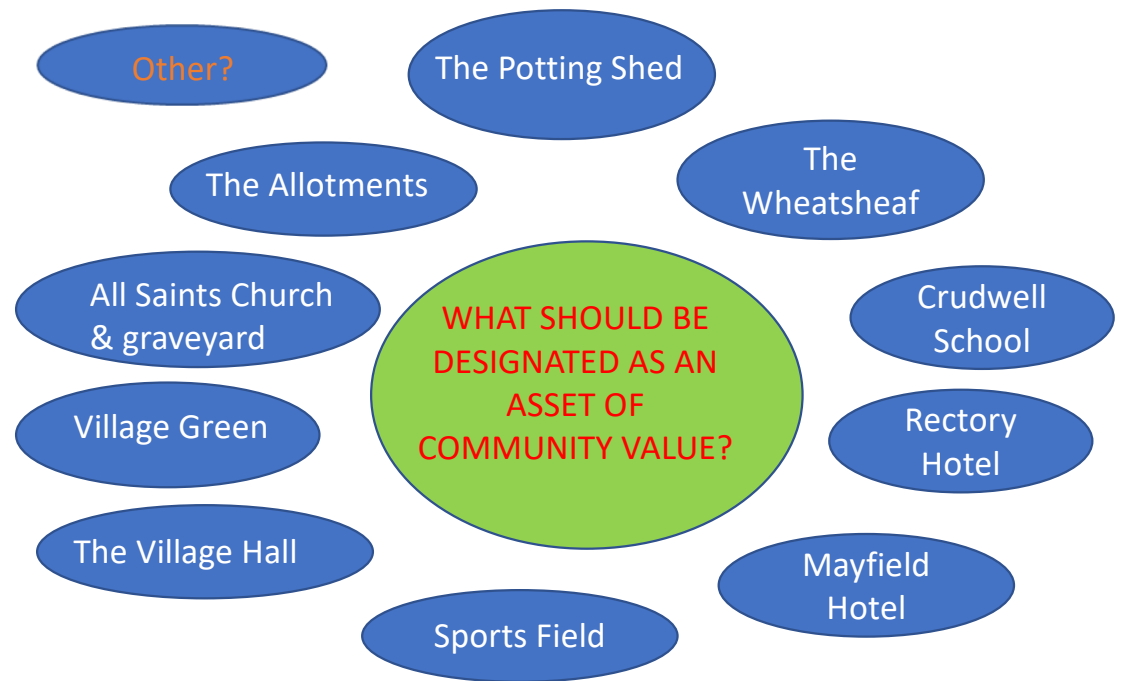 Other?
The Potting Shed
The Allotments
The
Wheatsheaf
All Saints Church
& graveyard
WHAT SHOULD BE
DESIGNATED AS AN
ASSET OF
COMMUNITY VALUE?
Crudwell
School
Village Green
Rectory
Hotel
The Village Hall
Mayfield
Hotel
Sports Field